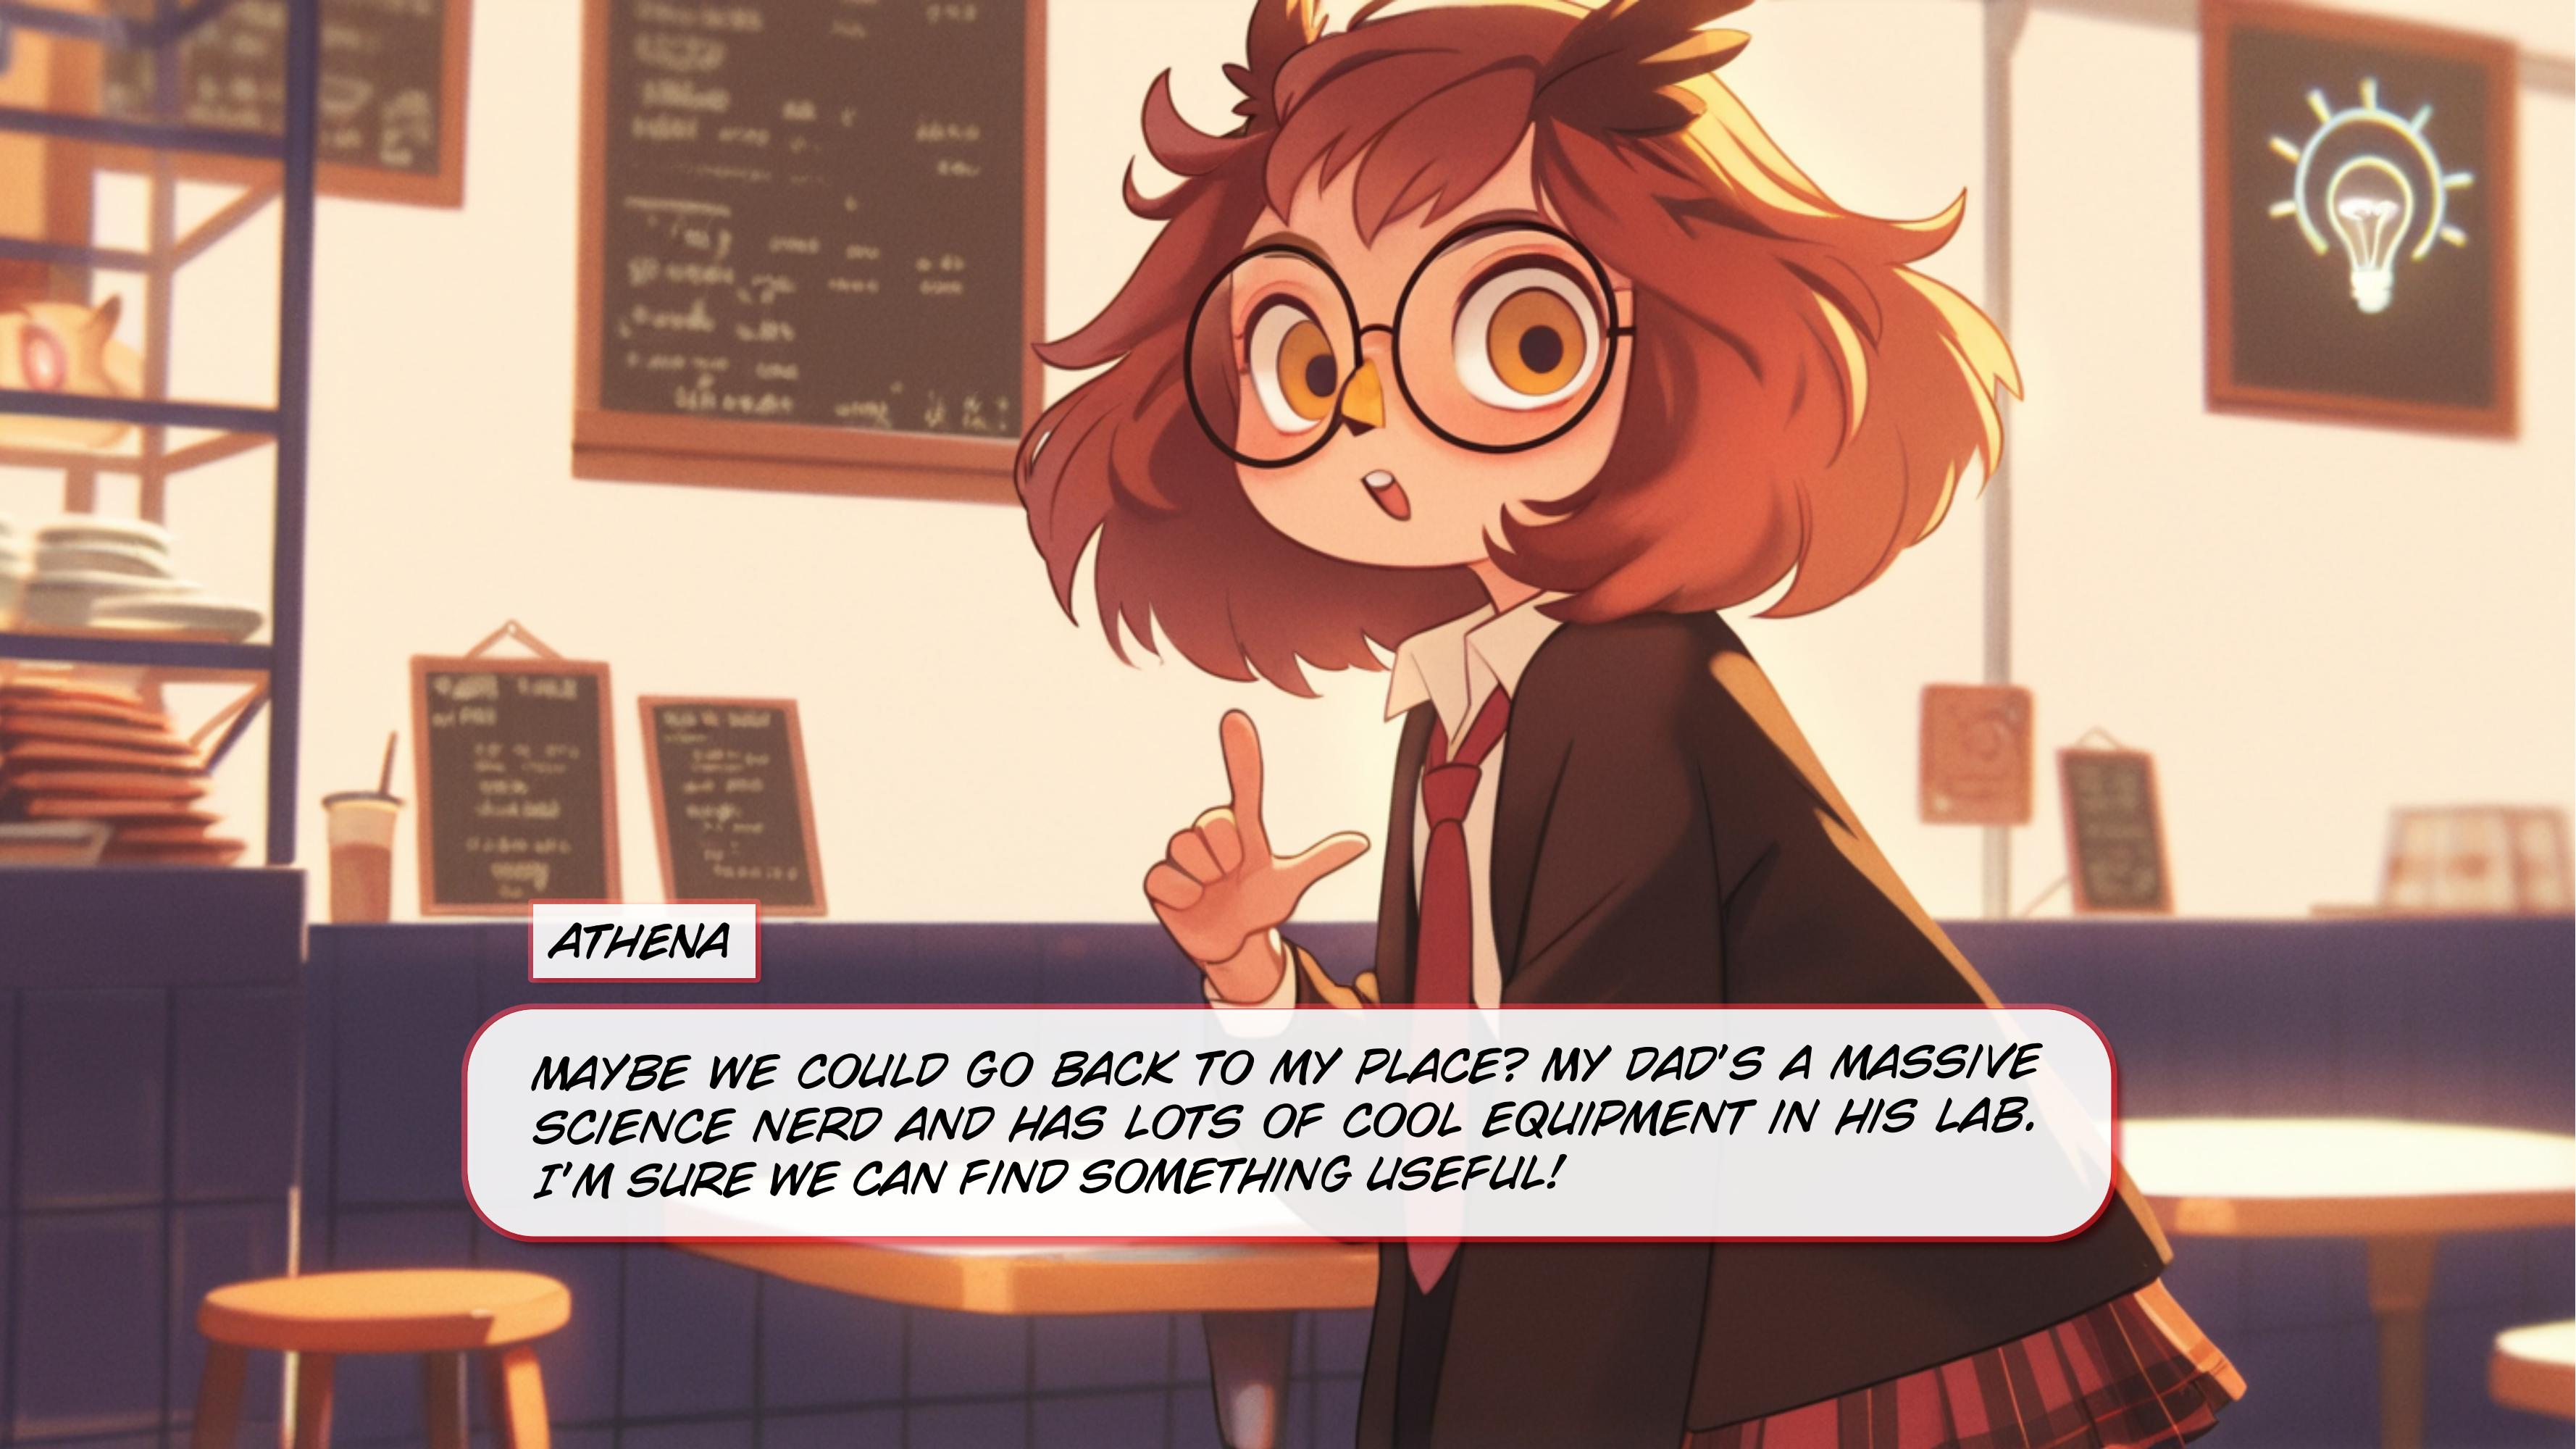 ATHENA
MAYBE WE COULD GO BACK TO MY PLACE? MY DAD'S A MASSIVE
SCIENCE NERD AND HAS LOTS OF COOL EQUIPMENT IN HIS LAB.
I'M SURE WE CAN FIND SOMETHING USEFUL!